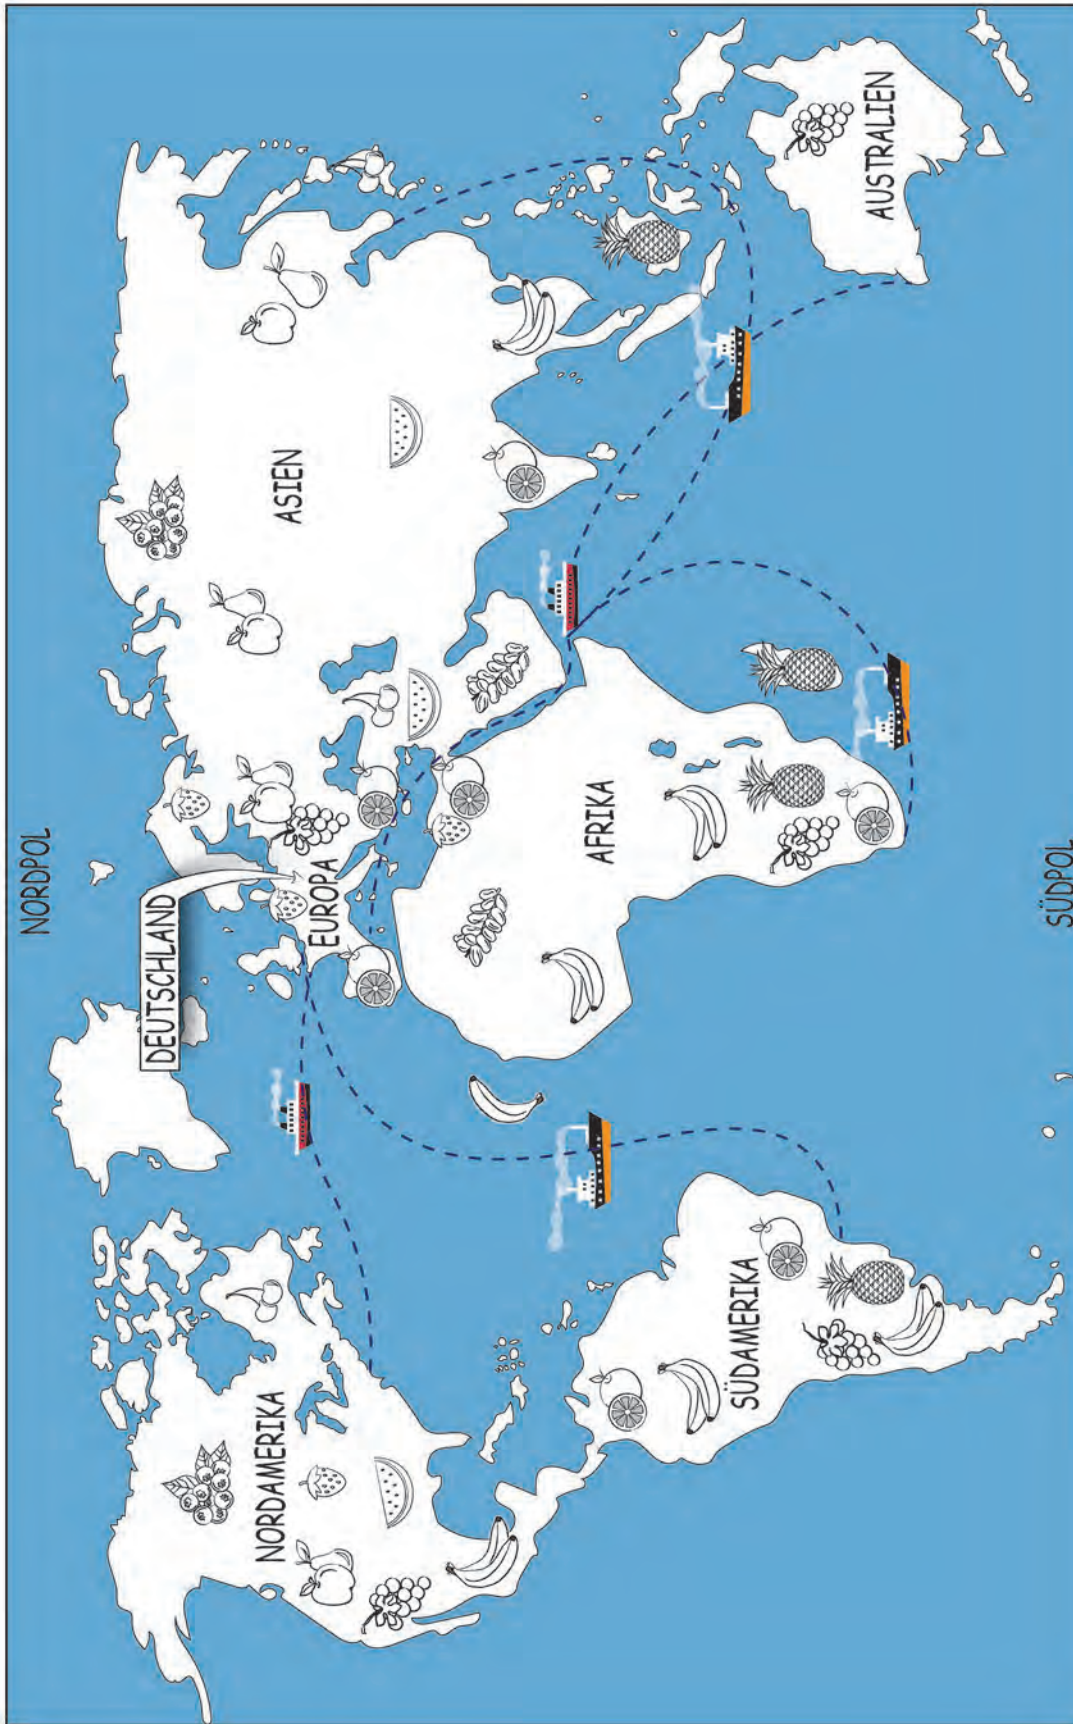 NORDPOL
DEUTSCHLAND
NORDAMERIKA
EUROPA
ASIEN
AFRIKA
SÜDAMERIKA
AUSTRALIEN
SÜDPOL